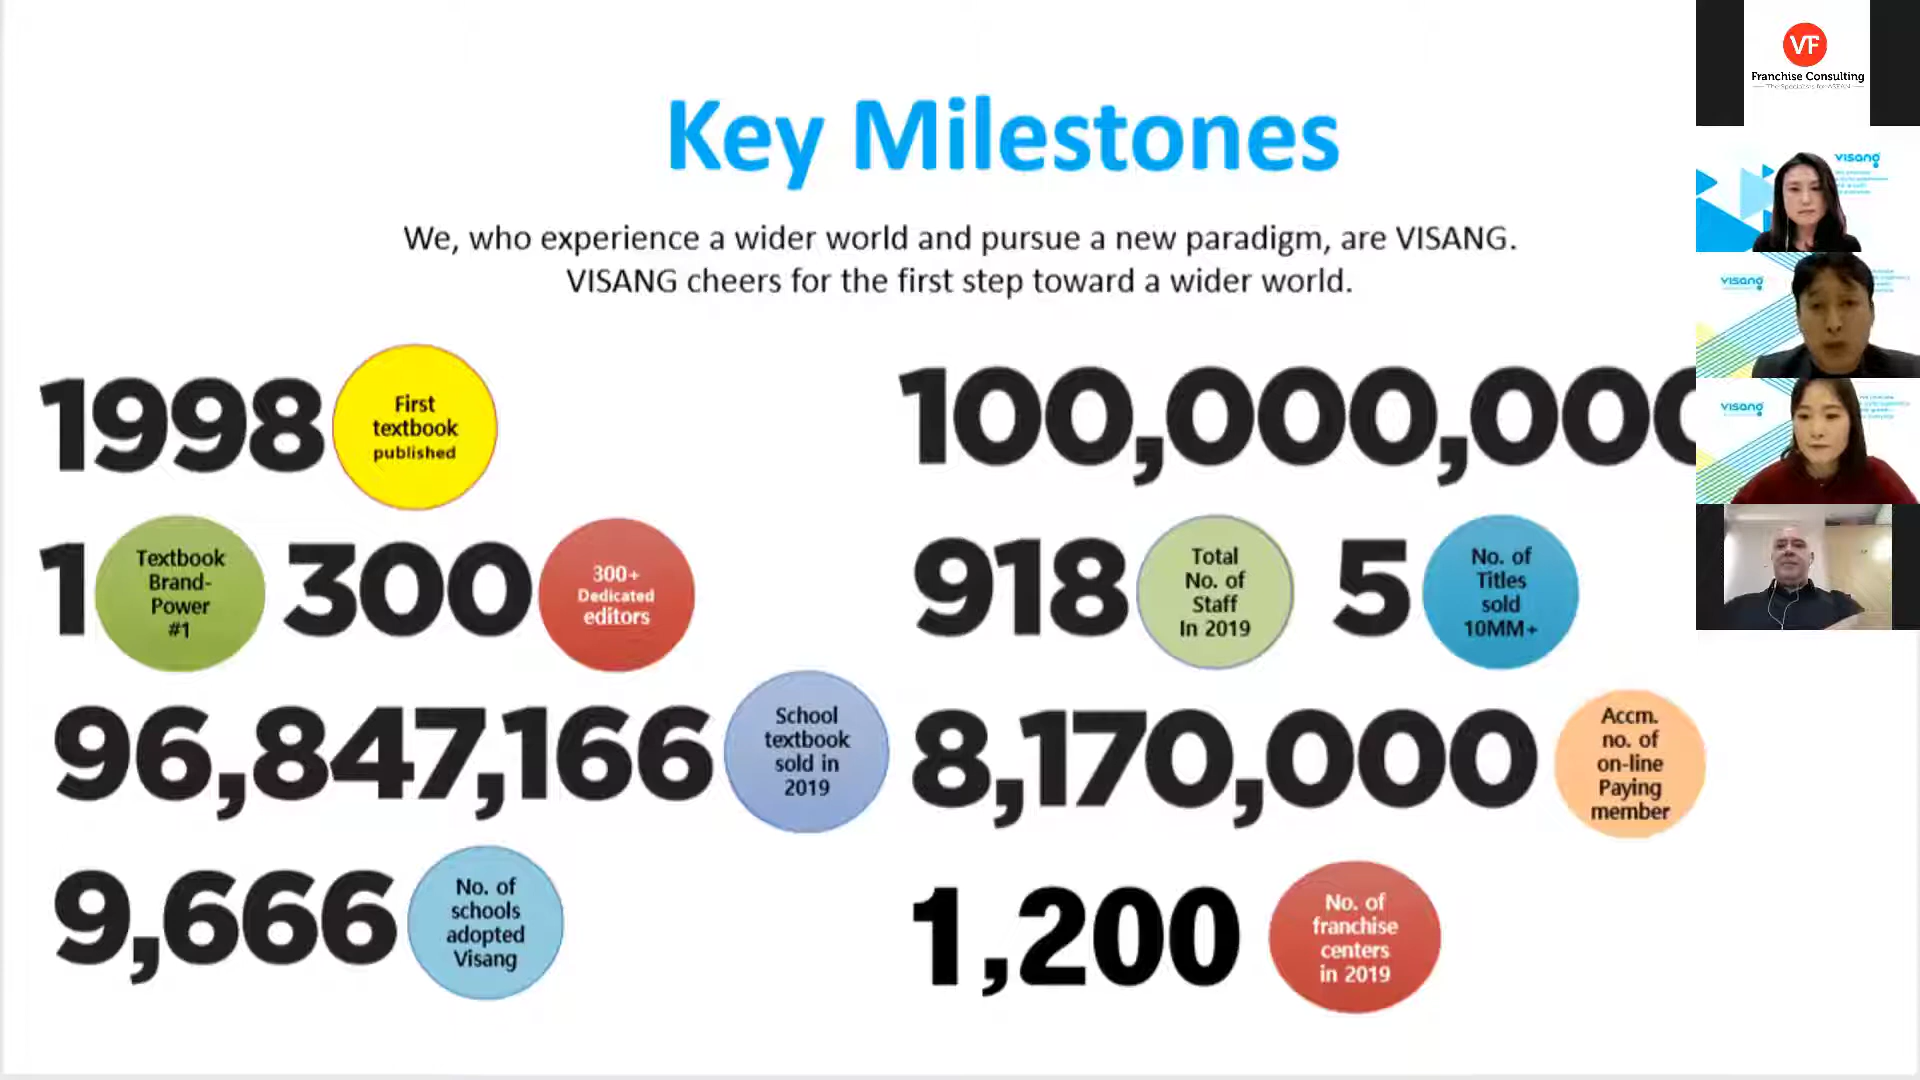 Key Milestones
We, who experience a wider world and pursue a new paradigm, are VISANG.
VISANG cheers for the first step toward a wider world.
1998
First
textbook
published
100,000,000
1
Textbook
Brand-
Power
#1
300
300+
Dedicated
editors
918
Total
No. of
Staff
In 2019
5
No. of
Titles
sold
10MM+
96,847,166
School
textbook
sold in
2019
8,170,000
Accm.
no. of
on-line
Paying
member
9,666
No. of
schools
adopted
Visang
1,200
No. of
franchise
centers
in 2019
VF
Franchise Consulting
The Specialists for ASEAN
visang
visang
visang